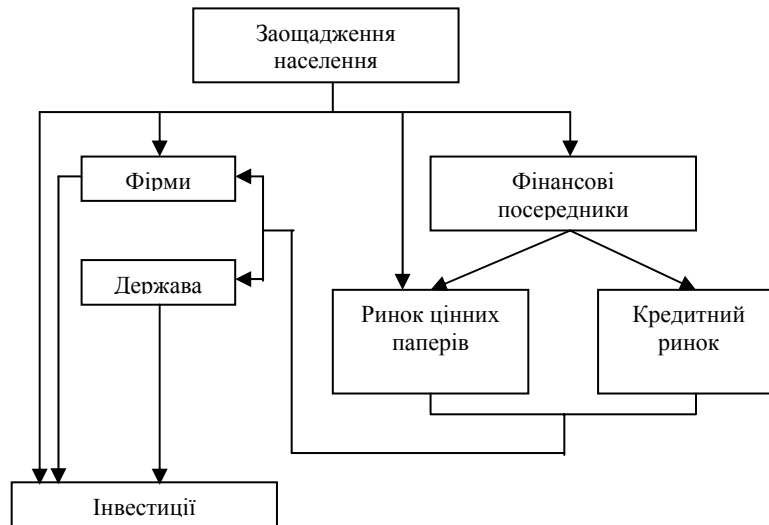 Заощадження
населення
Фірми
Фінансові
посередники
Держава
Ринок цінних
паперів
Кредитний
ринок
Інвестиції